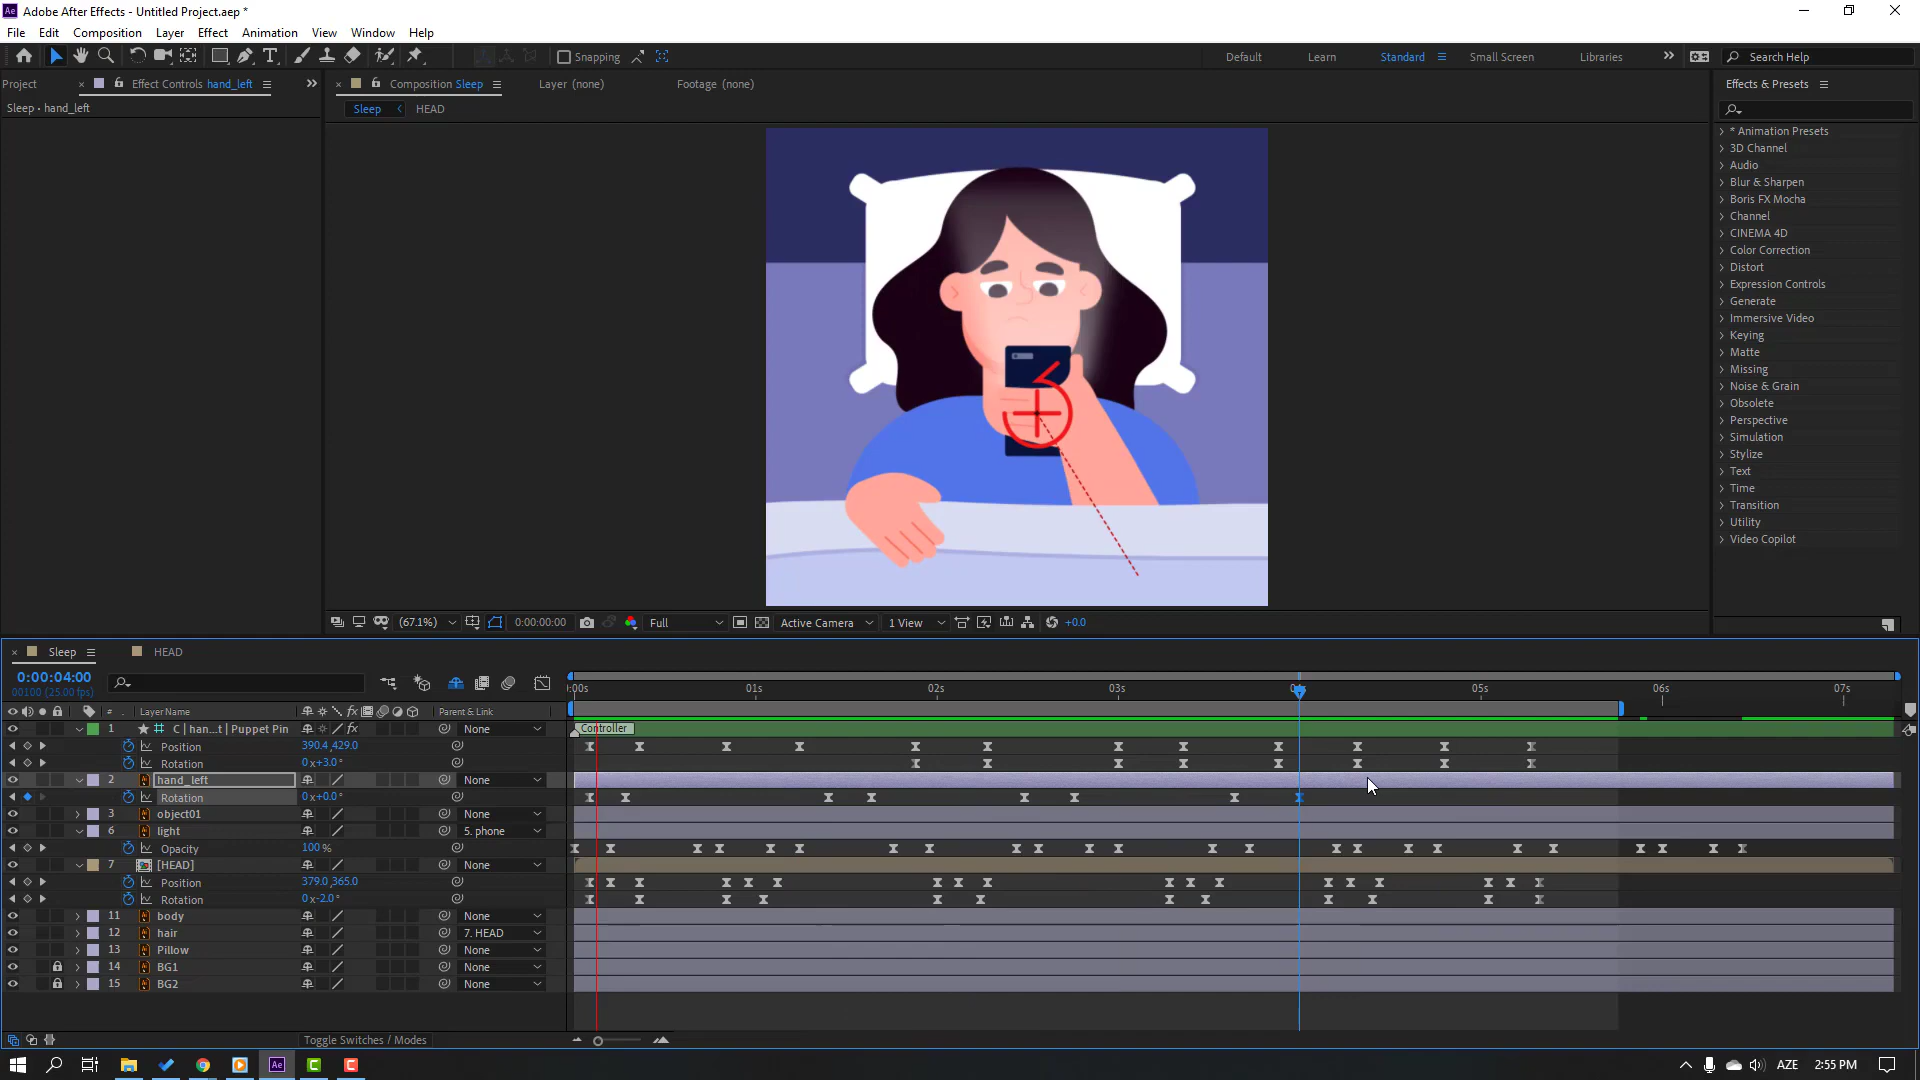 Adobe After Effects - Untitled Project.aep *
File Edit Composition Layer Effect Animation View Window Help
Snapping
Default Learn Standard Small Screen Libraries
Search Help
Project
Effect Controls hand_left
Sleep • hand_left
Composition Sleep
Layer (none)
Footage (none)
Sleep
HEAD
Effects & Presets
* Animation Presets
3D Channel
Audio
Blur & Sharpen
Boris FX Mocha
Channel
CINEMA 4D
Color Correction
Distort
Expression Controls
Generate
Immersive Video
Keying
Matte
Missing
Noise & Grain
Obsolete
Perspective
Simulation
Stylize
Text
Time
Transition
Utility
Video Copilot
(67.1%) 0:00:00:00 Full Active Camera 1 View +0.0
Sleep HEAD
0:00:04:00
00100 (25.00 fps)
:00s 01s 02s 03s 05s 06s 07s
# Layer Name fx Parent & Link
1 C | han...t | Puppet Pin fx
Controller
Position 390.4,429.0
Rotation 0x+3.0°
2 hand_left None
Rotation 0x+0.0°
3 object01 None
6 light 5. phone
Opacity 100%
7 [HEAD] None
Position 379.0,365.0
Rotation 0x-2.0°
11 body None
12 hair 7. HEAD
13 Pillow None
14 BG1 None
15 BG2 None
Toggle Switches / Modes
AZE 2:55 PM